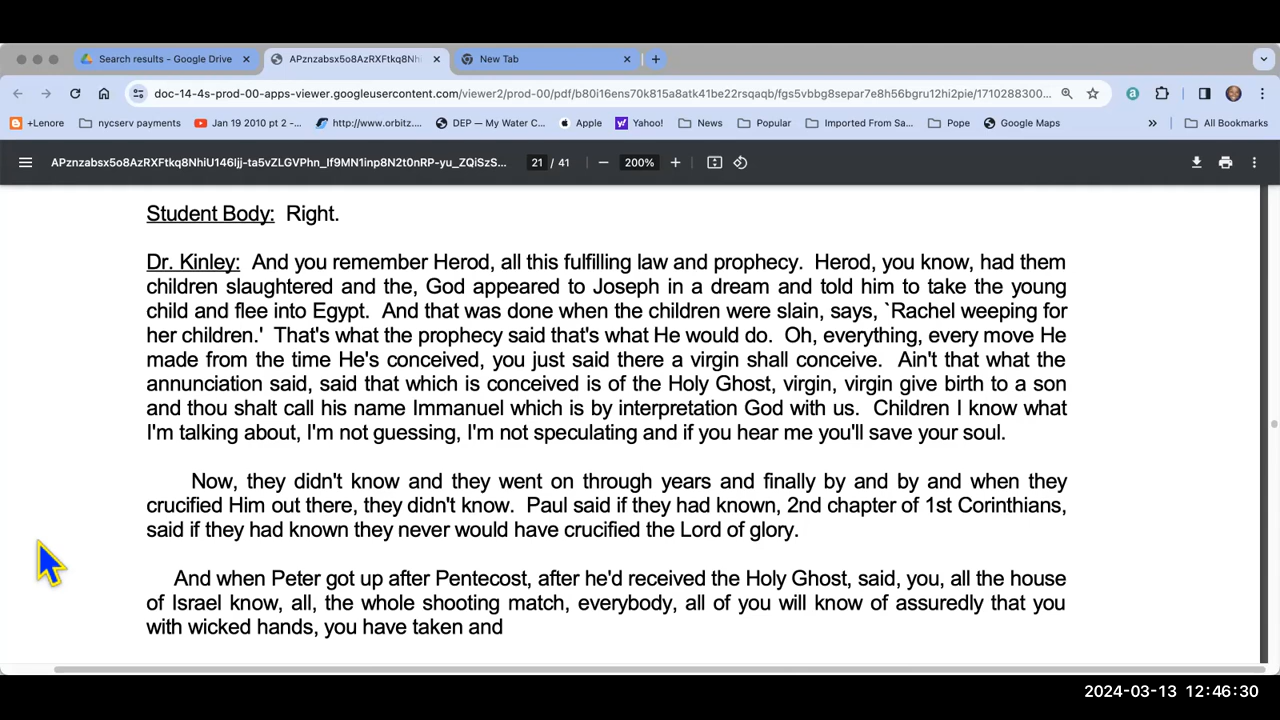 Search results - Google Drive
APznzabsx5o8AzRXFtkq8Nh
New Tab
doc-14-4s-prod-00-apps-viewer.googleusercontent.com/viewer2/prod-00/pdf/b80i16ens70k815a8atk41be22rsqaqb/fgs5vbbg8separ7e8h56bgru12hi2pie/1710288300...
+Lenore
nycserv payments
Jan 19 2010 pt 2 -...
http://www.orbitz....
DEP — My Water C...
Apple
Yahoo!
News
Popular
Imported From Sa...
Pope
Google Maps
»
All Bookmarks
APznzabsx5o8AzRXFtkq8NhiU146Ijj-ta5vZLGVPhn_If9MN1inp8N2t0nRP-yu_ZQiSzS...
21 / 41
200%
Student Body: Right.
Dr. Kinley: And you remember Herod, all this fulfilling law and prophecy. Herod, you know, had them
children slaughtered and the, God appeared to Joseph in a dream and told him to take the young
child and flee into Egypt. And that was done when the children were slain, says, `Rachel weeping for
her children.' That's what the prophecy said that's what He would do. Oh, everything, every move He
made from the time He's conceived, you just said there a virgin shall conceive. Ain't that what the
annunciation said, said that which is conceived is of the Holy Ghost, virgin, virgin give birth to a son
and thou shalt call his name Immanuel which is by interpretation God with us. Children I know what
I'm talking about, I'm not guessing, I'm not speculating and if you hear me you'll save your soul.
Now, they didn't know and they went on through years and finally by and by and when they
crucified Him out there, they didn't know. Paul said if they had known, 2nd chapter of 1st Corinthians,
said if they had known they never would have crucified the Lord of glory.
And when Peter got up after Pentecost, after he'd received the Holy Ghost, said, you, all the house
of Israel know, all, the whole shooting match, everybody, all of you will know of assuredly that you
with wicked hands, you have taken and
2024-03-13 12:46:30